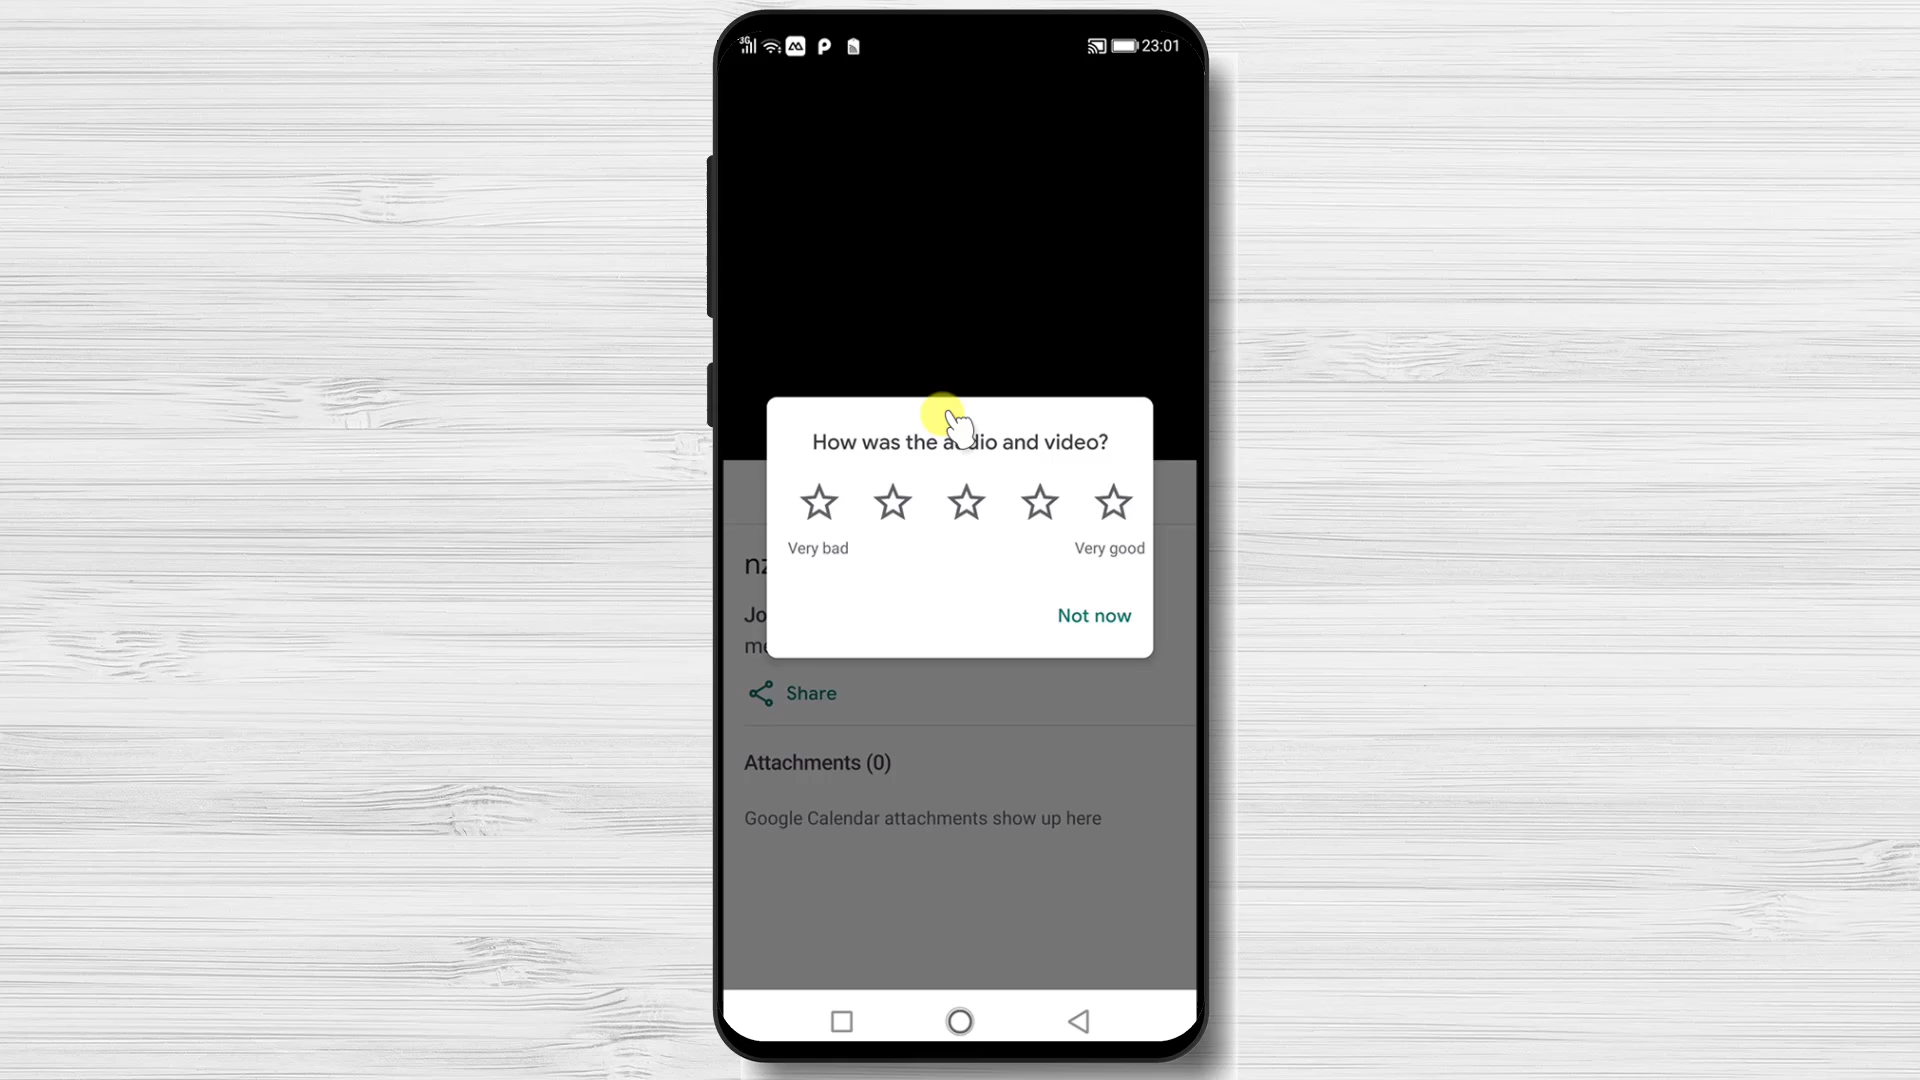 3G 23:01
How was the audio and video?
Very bad Very good
Not now
Share
Attachments (0)
Google Calendar attachments show up here